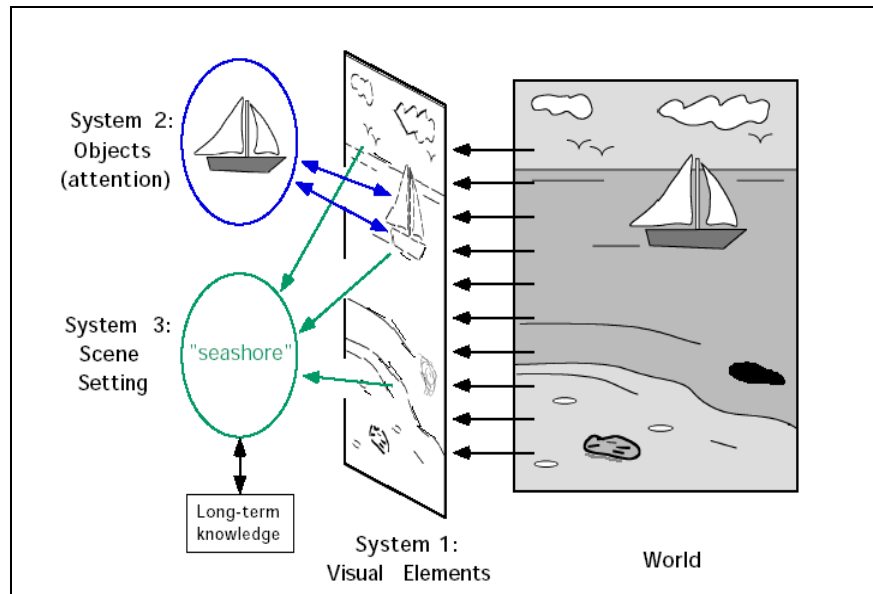 System 2:
Objects
(attention)
System 3:
Scene
Setting
"seashore"
Long-term
knowledge
System 1:
Visual Elements
World